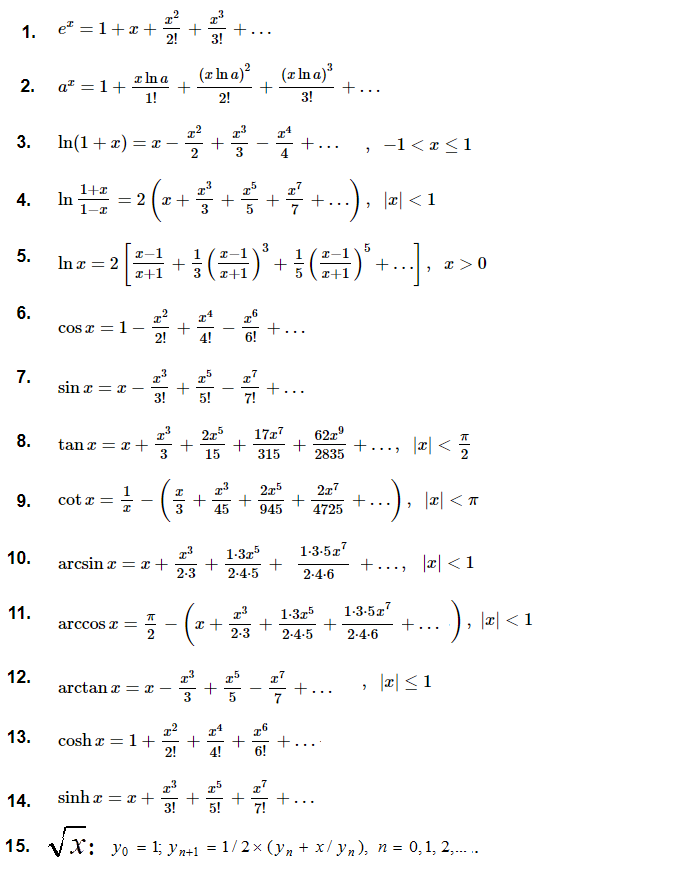 1. e^x = 1 + x + x^2/2! + x^3/3! + ...
2. a^x = 1 + x ln a/1! + (x ln a)^2/2! + (x ln a)^3/3! + ...
3. ln(1 + x) = x − x^2/2 + x^3/3 − x^4/4 + ... , −1 < x ≤ 1
4. ln 1+x/1−x = 2 (x + x^3/3 + x^5/5 + x^7/7 + ...), |x| < 1
5. ln x = 2 [x−1/x+1 + 1/3 (x−1/x+1)^3 + 1/5 (x−1/x+1)^5 + ...], x > 0
6. cos x = 1 − x^2/2! + x^4/4! − x^6/6! + ...
7. sin x = x − x^3/3! + x^5/5! − x^7/7! + ...
8. tan x = x + x^3/3 + 2x^5/15 + 17x^7/315 + 62x^9/2835 + ..., |x| < π/2
9. cot x = 1/x − (x/3 + x^3/45 + 2x^5/945 + 2x^7/4725 + ...), |x| < π
10. arcsin x = x + x^3/2·3 + 1·3x^5/2·4·5 + 1·3·5x^7/2·4·6 + ..., |x| < 1
11. arccos x = π/2 − (x + x^3/2·3 + 1·3x^5/2·4·5 + 1·3·5x^7/2·4·6 + ... ), |x| < 1
12. arctan x = x − x^3/3 + x^5/5 − x^7/7 + ... , |x| ≤ 1
13. cosh x = 1 + x^2/2! + x^4/4! + x^6/6! + ...
14. sinh x = x + x^3/3! + x^5/5! + x^7/7! + ...
15. √x: y_0 = 1; y_{n+1} = 1/2 × (y_n + x/y_n), n = 0, 1, 2,... ..